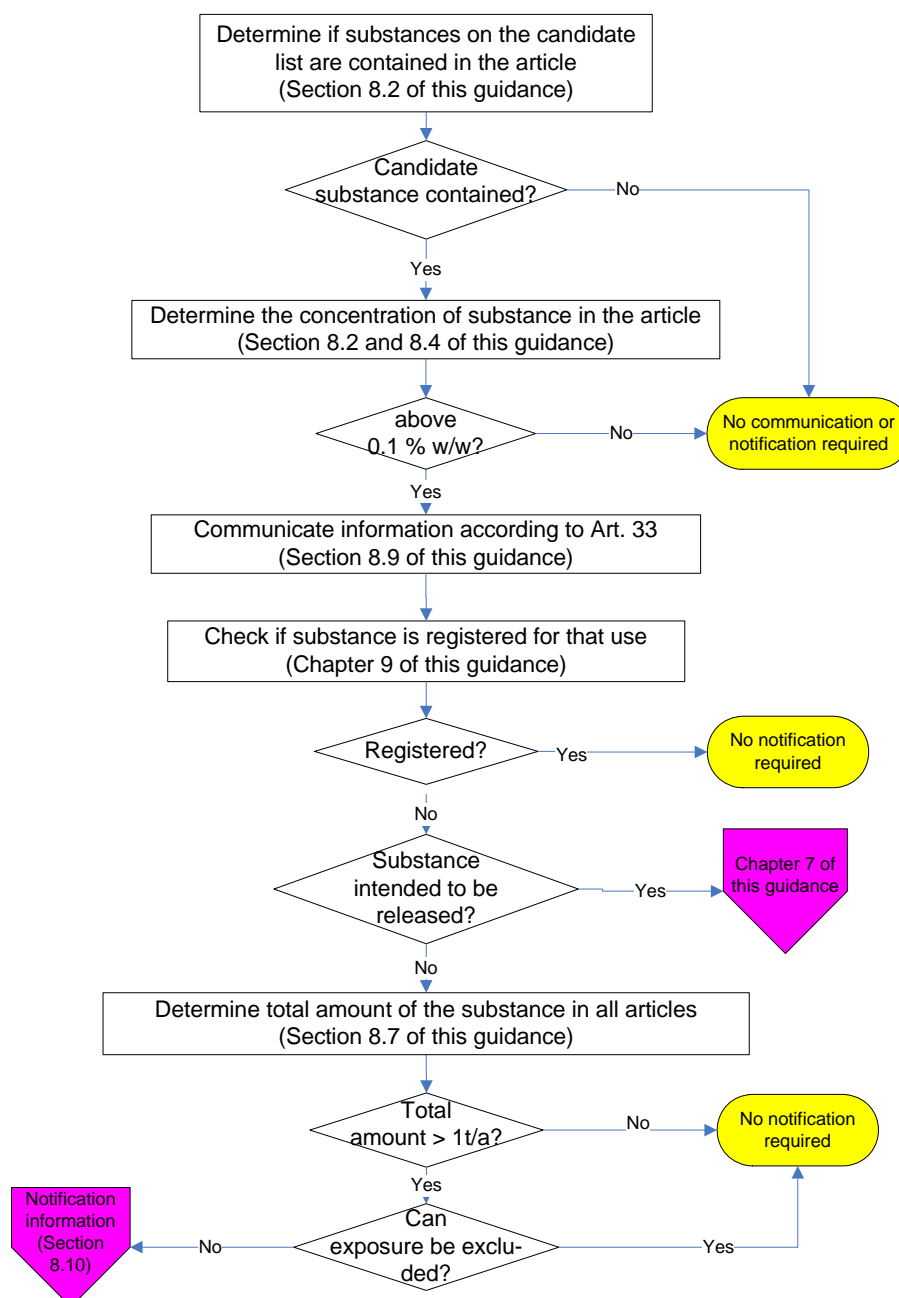 Determine if substances on the candidate
list are contained in the article
(Section 8.2 of this guidance)
Candidate
substance contained?
No
Yes
Determine the concentration of substance in the article
(Section 8.2 and 8.4 of this guidance)
above
0.1 % w/w?
No
No communication or
notification required
Yes
Communicate information according to Art. 33
(Section 8.9 of this guidance)
Check if substance is registered for that use
(Chapter 9 of this guidance)
Registered?
Yes
No notification
required
No
Substance
intended to be
released?
Yes
Chapter 7 of
this guidance
No
Determine total amount of the substance in all articles
(Section 8.7 of this guidance)
Total
amount > 1t/a?
No
No notification
required
Yes
Notification
information
(Section
8.10)
No
Can
exposure be exclu-
ded?
Yes